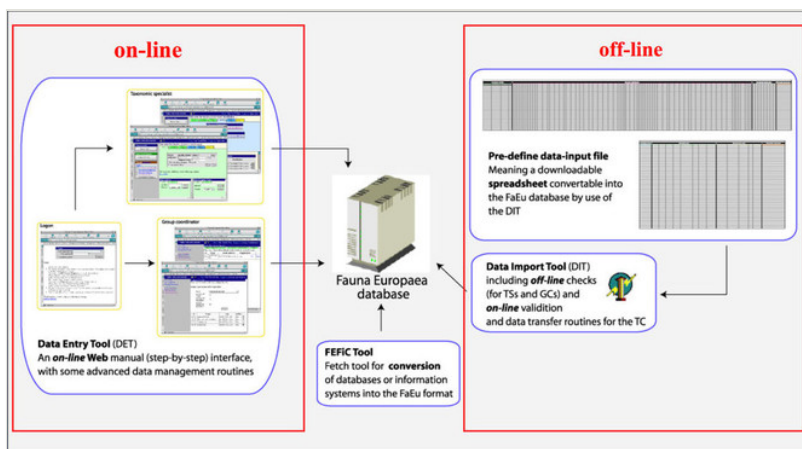 on-line
Taxonomic specialist
Logon
Group coordinator
Data Entry Tool (DET)
An on-line Web manual (step-by-step) interface,
with some advanced data management routines
Fauna Europaea
database
FEFiC Tool
Fetch tool for conversion
of databases or information
systems into the FaEu format
off-line
Pre-define data-input file
Meaning a downloadable
spreadsheet convertable into
the FaEu database by use of
the DIT
Data Import Tool (DIT)
including off-line checks
(for TSs and GCs) and
on-line validition
and data transfer routines for the TC